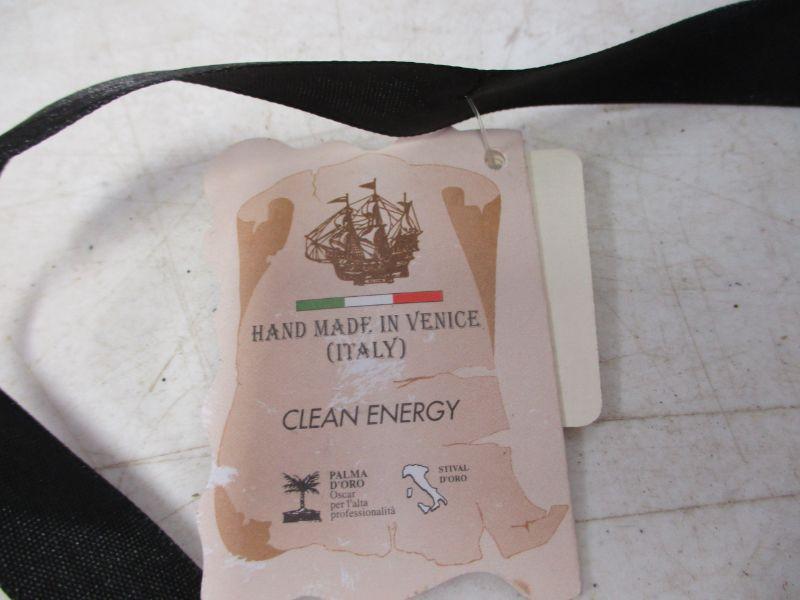 HAND MADE IN VENICE
(ITALY)
CLEAN ENERGY
PALMA
D'ORO
Oscar
per l'alta
professionalità
STIVAL
D'ORO